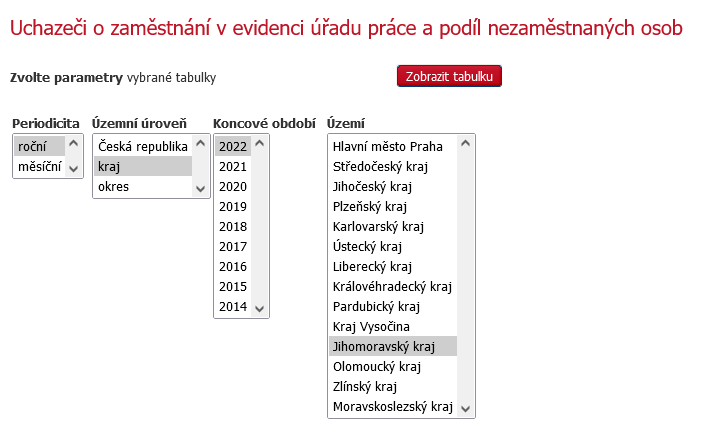 Uchazeči o zaměstnání v evidenci úřadu práce a podíl nezaměstnaných osob
Zvolte parametry vybrané tabulky
Zobrazit tabulku
Periodicita
roční
měsíční
Územní úroveň
Česká republika
kraj
okres
Koncové období
2022
2021
2020
2019
2018
2017
2016
2015
2014
Území
Hlavní město Praha
Středočeský kraj
Jihočeský kraj
Plzeňský kraj
Karlovarský kraj
Ústecký kraj
Liberecký kraj
Královéhradecký kraj
Pardubický kraj
Kraj Vysočina
Jihomoravský kraj
Olomoucký kraj
Zlínský kraj
Moravskoslezský kraj